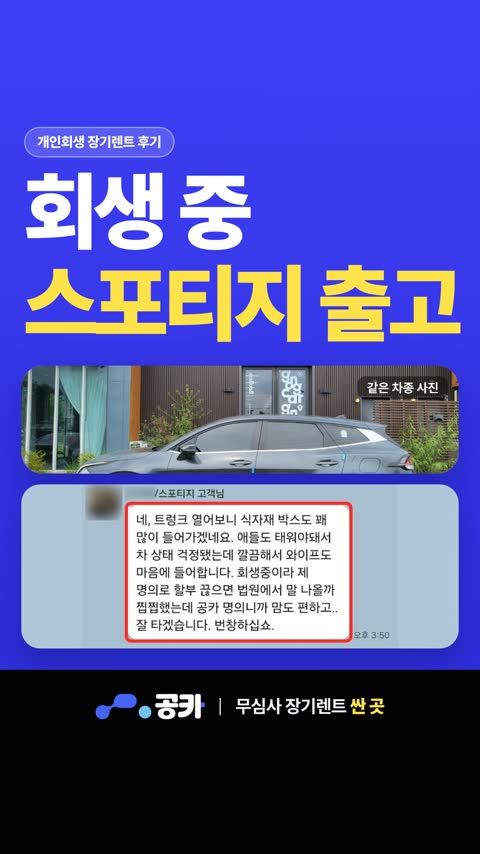 개인회생 장기렌트 후기
회생 중
스포티지 출고
같은 차종 사진
/스포티지 고객님
네, 트렁크 열어보니 식자재 박스도 꽤
많이 들어가겠네요. 애들도 태워야돼서
차 상태 걱정됐는데 깔끔해서 와이프도
마음에 들어합니다. 회생중이라 제
명의로 할부 끊으면 법원에서 말 나올까
찝찝했는데 공카 명의니까 맘도 편하고..
잘 타겠습니다. 번창하십쇼.
오후 3:50
공카 | 무심사 장기렌트 싼 곳